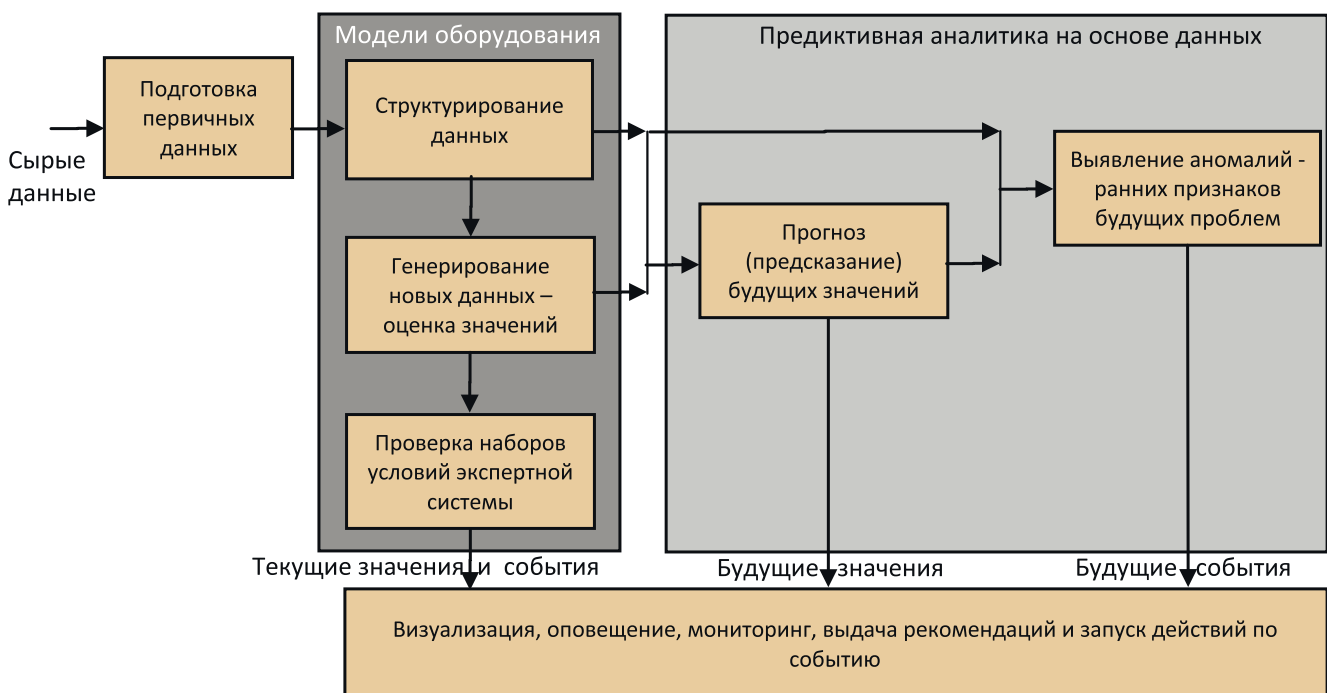 Модели оборудования
Предиктивная аналитика на основе данных
Подготовка
первичных
данных
Сырые
данные
Структурирование
данных
Генерирование
новых данных –
оценка значений
Проверка наборов
условий экспертной
системы
Прогноз
(предсказание)
будущих значений
Выявление аномалий -
ранних признаков
будущих проблем
Текущие значения и события
Будущие значения
Будущие события
Визуализация, оповещение, мониторинг, выдача рекомендаций и запуск действий по
событию